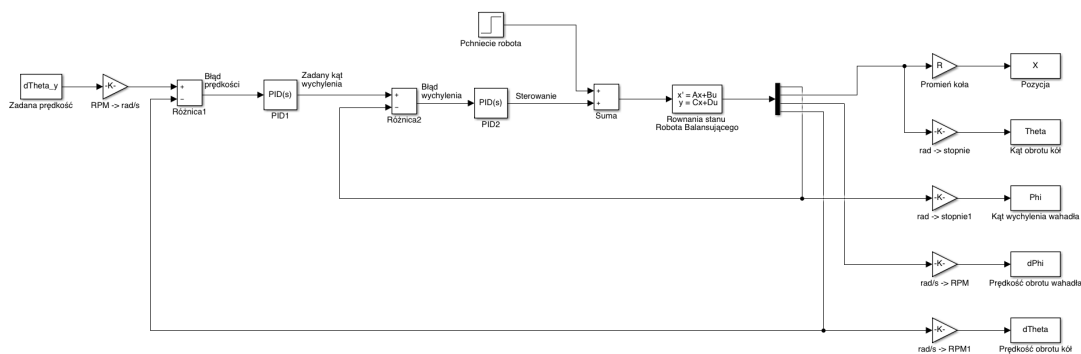 Pchniecie robota
dTheta_y
Zadana prędkość
-K-
RPM -> rad/s
+
−
Różnica1
Błąd
prędkości
PID(s)
PID1
Zadany kąt
wychylenia
+
−
Różnica2
Błąd
wychylenia
PID(s)
PID2
Sterowanie
+
+
Suma
x' = Ax+Bu
y = Cx+Du
Rownania stanu
Robota Balansującego
R
Promień koła
X
Pozycja
-K-
rad -> stopnie
Theta
Kąt obrotu kół
-K-
rad -> stopnie1
Phi
Kąt wychylenia wahadła
-K-
rad/s -> RPM
dPhi
Prędkość obrotu wahadła
-K-
rad/s -> RPM1
dTheta
Prędkość obrotu kół